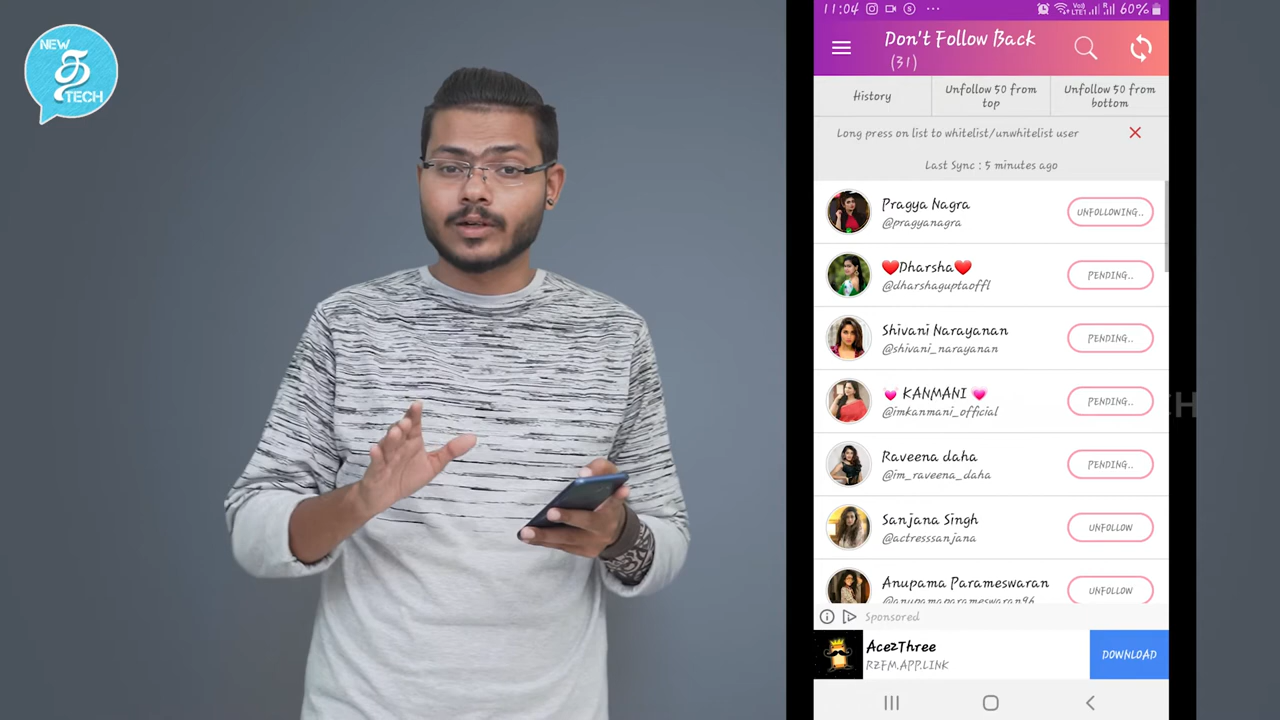 NEW
த
TECH
11:04
60%
Don't Follow Back
(31)
History
Unfollow 50 from
top
Unfollow 50 from
bottom
Long press on list to whitelist/unwhitelist user
Last Sync : 5 minutes ago
Pragya Nagra
@pragyanagra
UNFOLLOWING..
❤️Dharsha❤️
@dharshaguptaoffl
PENDING..
Shivani Narayanan
@shivani_narayanan
PENDING..
💓 KANMANI 💗
@imkanmani_official
PENDING..
Raveena daha
@im_raveena_daha
PENDING..
Sanjana Singh
@actresssanjana
UNFOLLOW
Anupama Parameswaran
@anupamaparameswaran96
UNFOLLOW
Sponsored
Ace2Three
RZFM.APP.LINK
DOWNLOAD